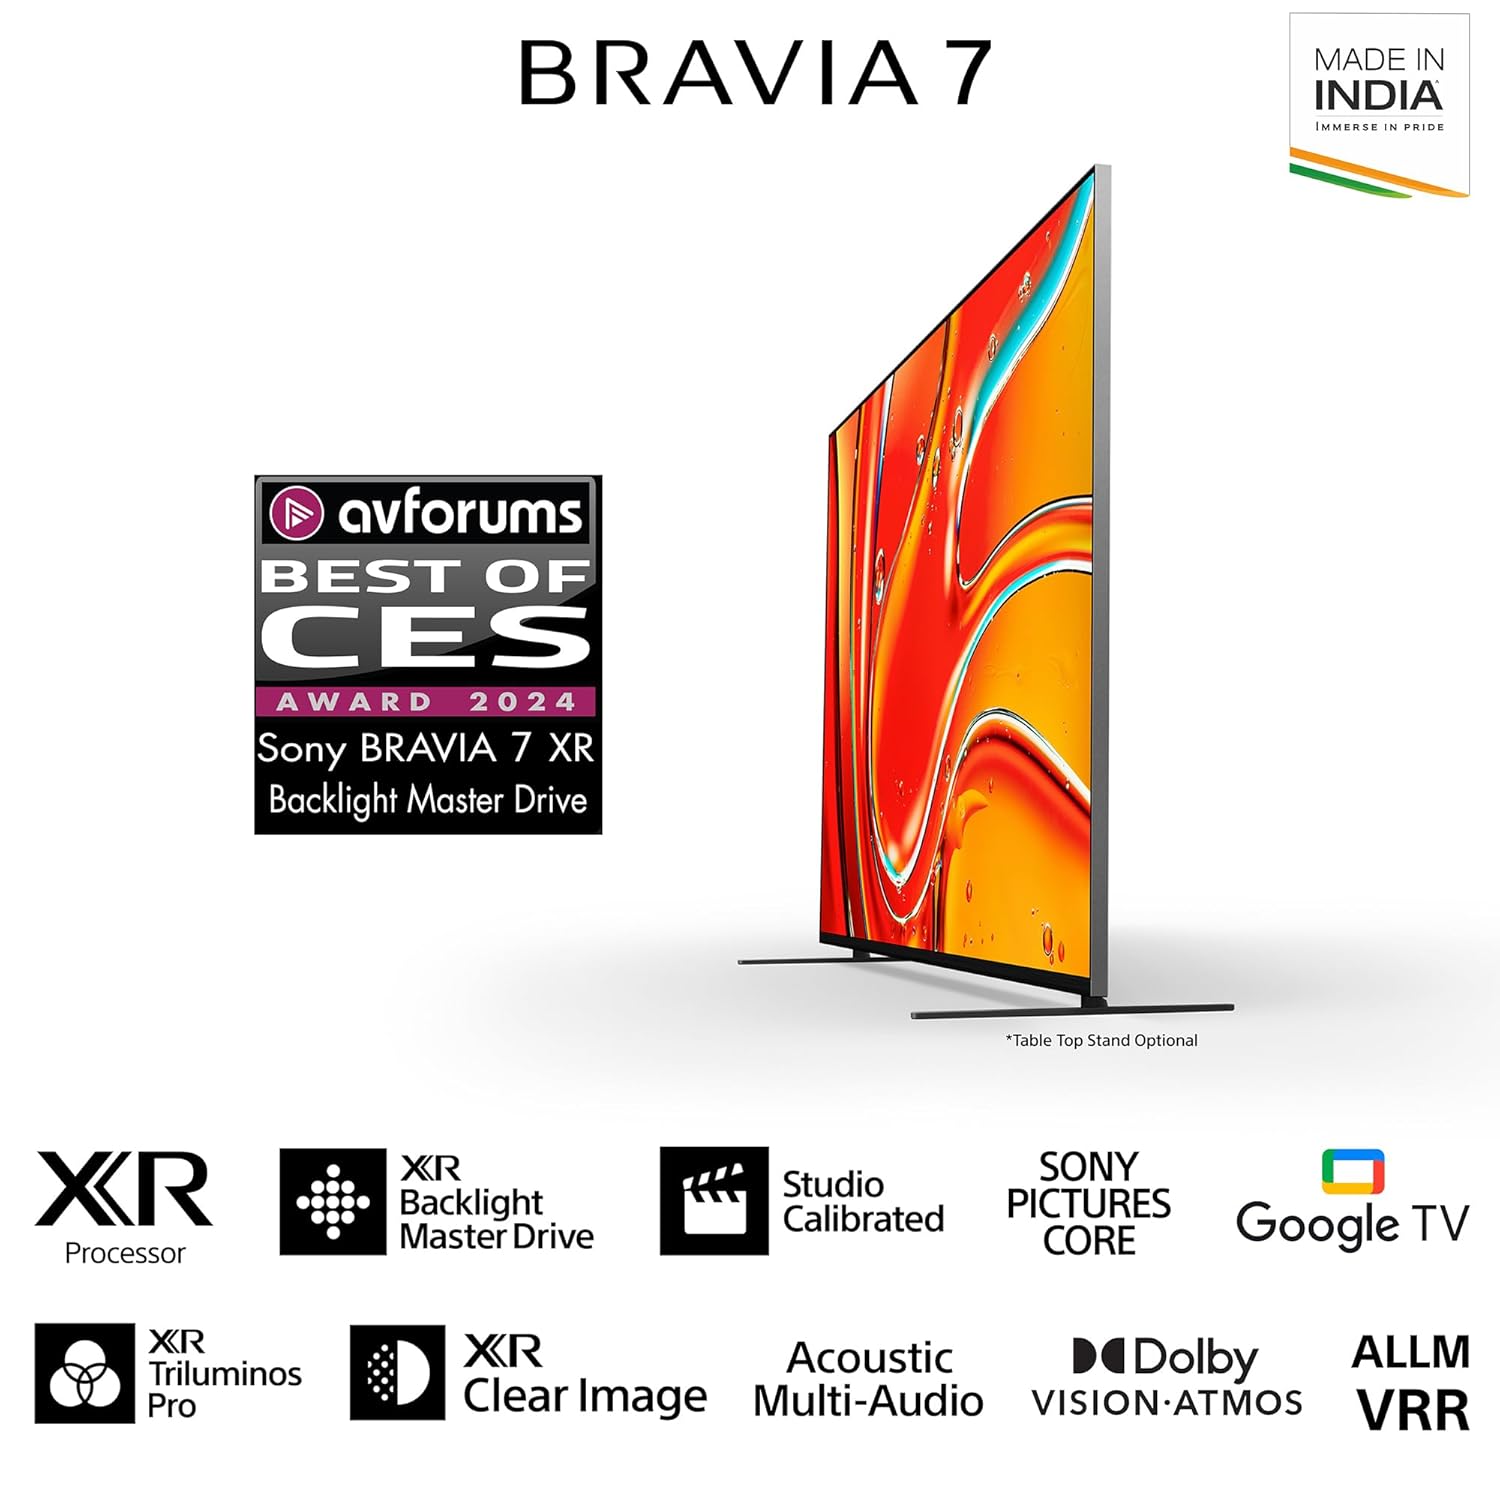 BRAVIA 7
MADE IN
INDIA
IMMERSE IN PRIDE
avforums
BEST OF
CES
AWARD 2024
Sony BRAVIA 7 XR
Backlight Master Drive
*Table Top Stand Optional
XR
Processor
XR
Backlight
Master Drive
Studio
Calibrated
SONY
PICTURES
CORE
Google TV
XR
Triluminos
Pro
XR
Clear Image
Acoustic
Multi-Audio
Dolby
VISION·ATMOS
ALLM
VRR